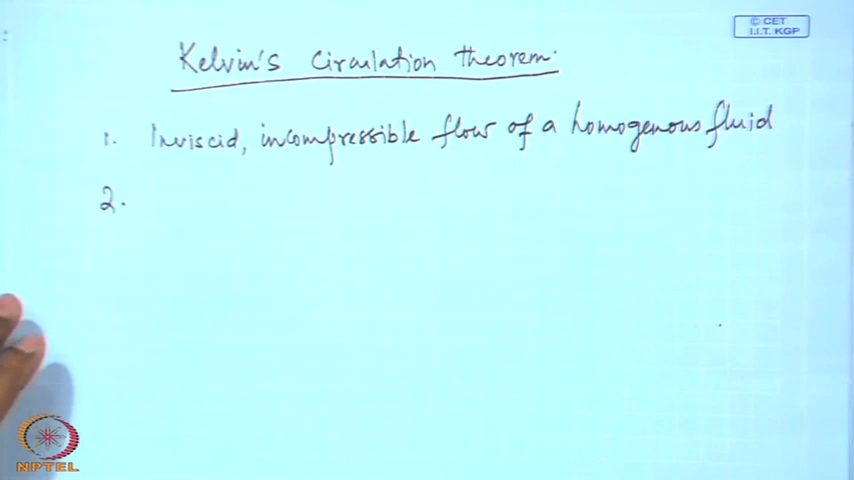 © CET
I.I.T. KGP
Kelvin's Circulation theorem.
1. Inviscid, incompressible flow of a homogenous fluid
2.
NPTEL